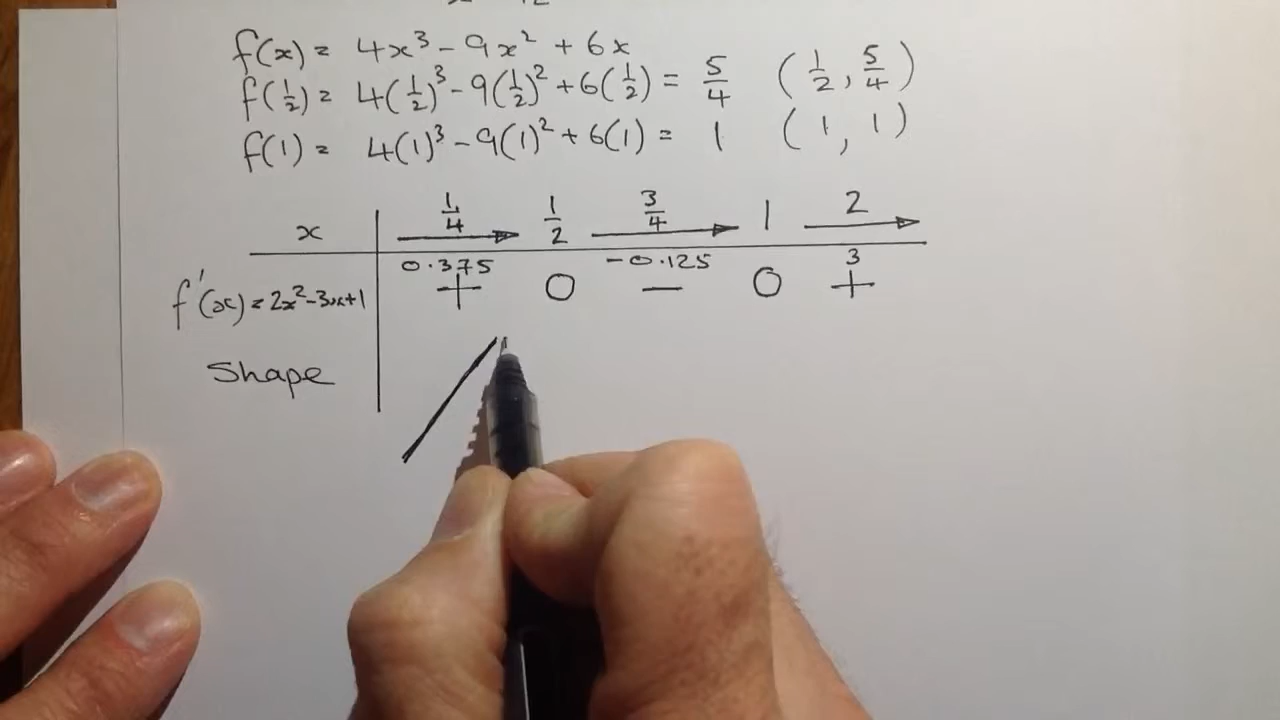 f(x) = 4x³ - 9x² + 6x
f(½) = 4(½)³ - 9(½)² + 6(½) = 5/4 (½, 5/4)
f(1) = 4(1)³ - 9(1)² + 6(1) = 1 (1, 1)
x ¼ ½ ¾ 1 2
0.375 -0.125 3
f'(x) = 2x² - 3x + 1 + 0 - 0 +
Shape